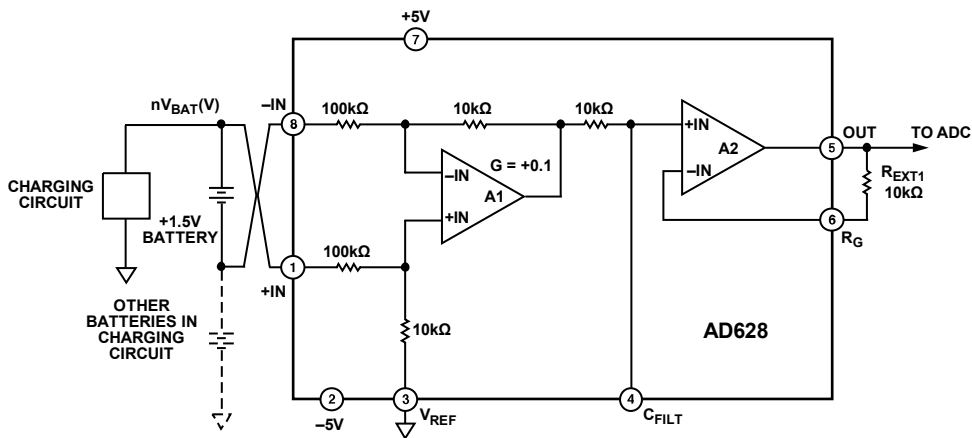 +5V
7
nV_BAT(V)
–IN
8
100kΩ
10kΩ
10kΩ
+IN
A2
–IN
OUT
5
TO ADC
R_EXT1
10kΩ
6
R_G
G = +0.1
–IN
A1
+IN
CHARGING
CIRCUIT
+1.5V
BATTERY
100kΩ
1
+IN
OTHER
BATTERIES IN
CHARGING
CIRCUIT
10kΩ
AD628
2
–5V
3
V_REF
4
C_FILT